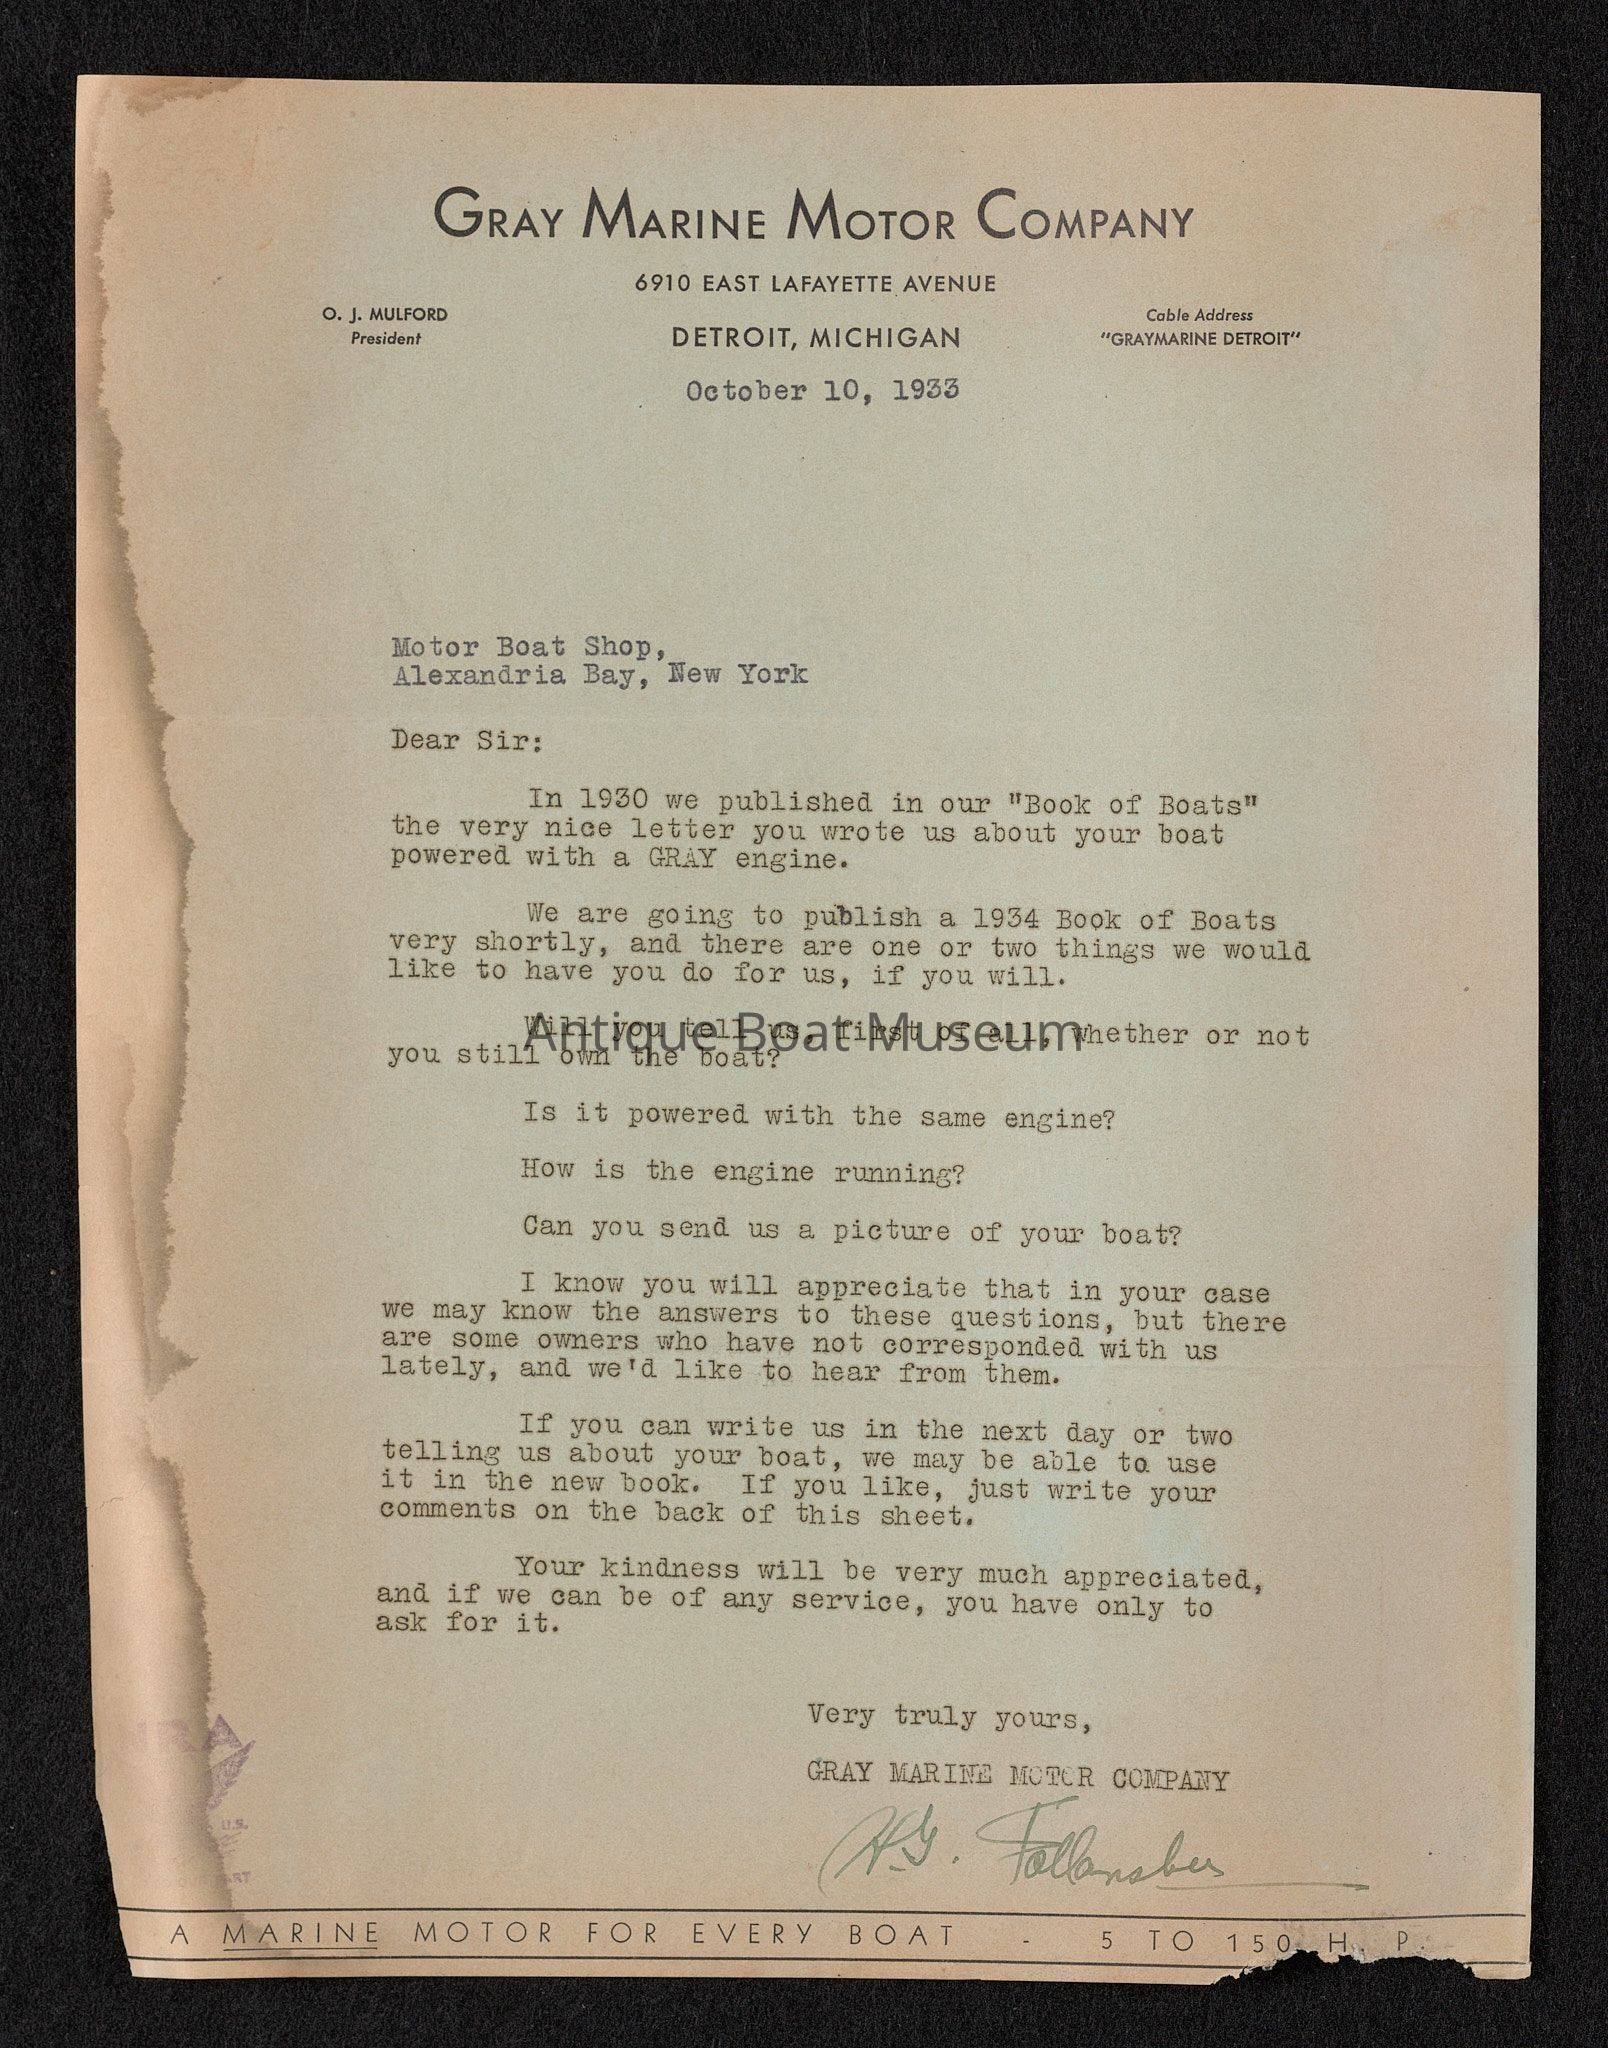 GRAY MARINE MOTOR COMPANY
6910 EAST LAFAYETTE AVENUE
O. J. MULFORD
President
DETROIT, MICHIGAN
Cable Address
"GRAYMARINE DETROIT"
October 10, 1933
Motor Boat Shop,
Alexandria Bay, New York
Dear Sir:
In 1930 we published in our "Book of Boats"
the very nice letter you wrote us about your boat
powered with a GRAY engine.
We are going to publish a 1934 Book of Boats
very shortly, and there are one or two things we would
like to have you do for us, if you will.
Will you tell us, first of all, whether or not
Antique Boat Museum
you still own the boat?
Is it powered with the same engine?
How is the engine running?
Can you send us a picture of your boat?
I know you will appreciate that in your case
we may know the answers to these questions, but there
are some owners who have not corresponded with us
lately, and we'd like to hear from them.
If you can write us in the next day or two
telling us about your boat, we may be able to use
it in the new book.  If you like, just write your
comments on the back of this sheet.
Your kindness will be very much appreciated,
and if we can be of any service, you have only to
ask for it.
Very truly yours,
GRAY MARINE MOTOR COMPANY
H.G. Follansbee
U.S.
A MARINE MOTOR FOR EVERY BOAT - 5 TO 150 H. P.